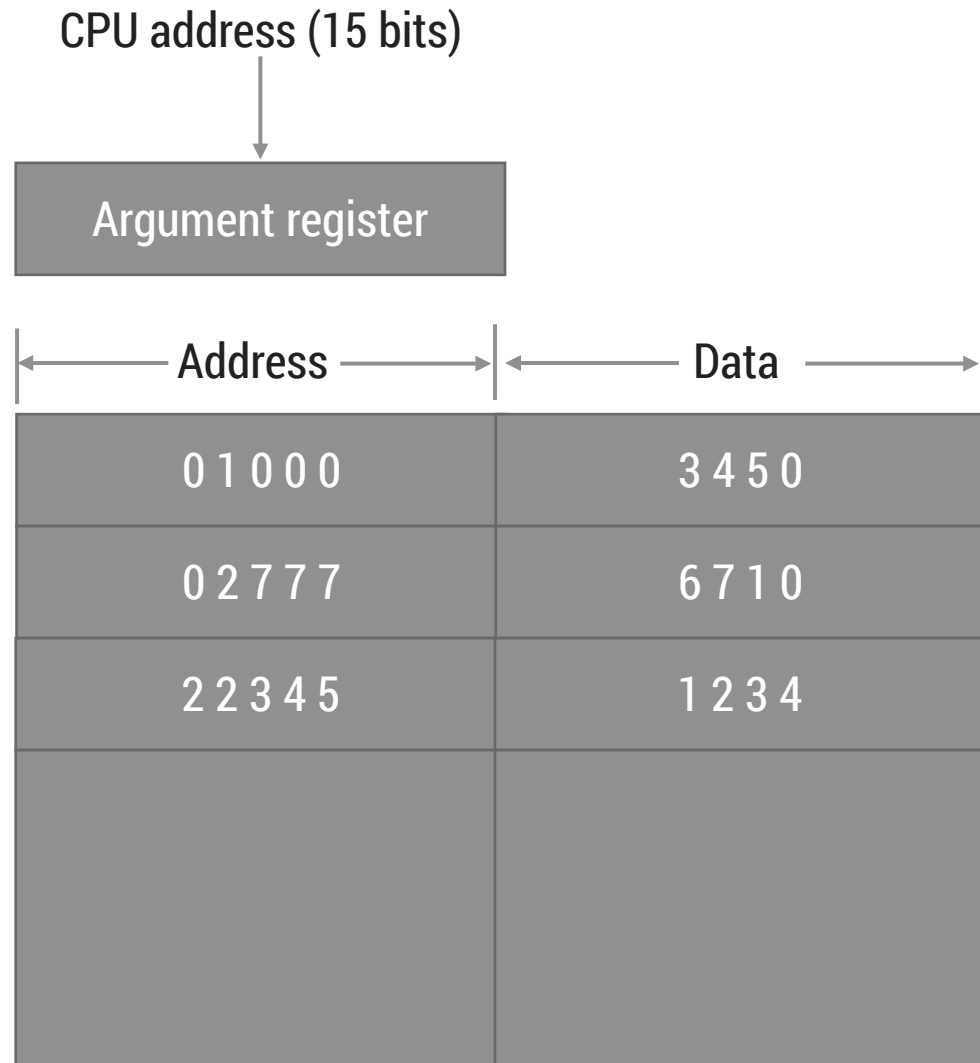 CPU address (15 bits)
Argument register
Address Data
0 1 0 0 0 3 4 5 0
0 2 7 7 7 6 7 1 0
2 2 3 4 5 1 2 3 4